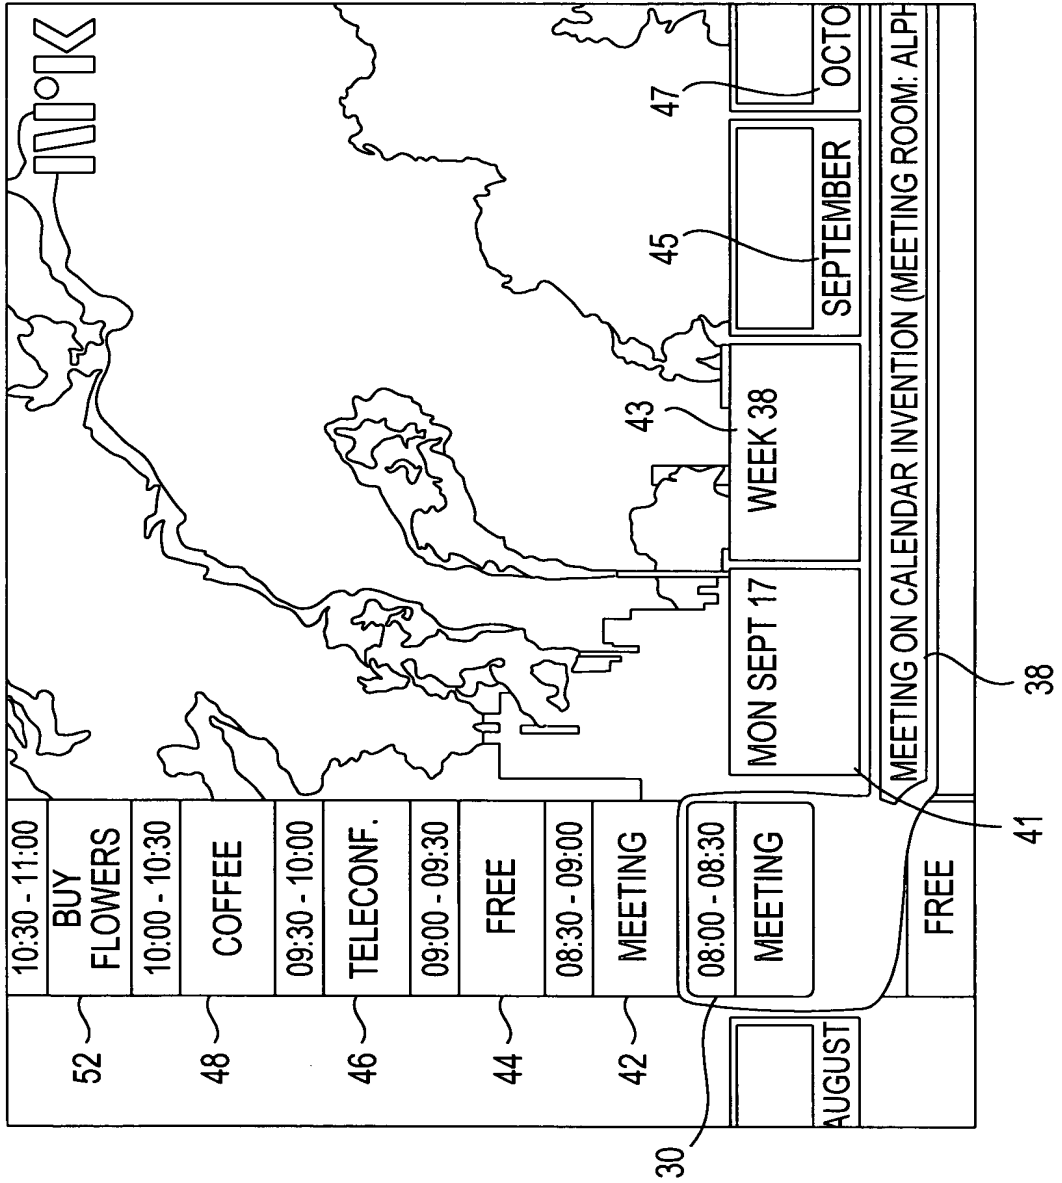 10:30 - 11:00
52
BUY
FLOWERS
10:00 - 10:30
48
COFFEE
09:30 - 10:00
46
TELECONF.
09:00 - 09:30
44
FREE
08:30 - 09:00
42
MEETING
30
08:00 - 08:30
MEETING
43
45
47
AUGUST
MON SEPT 17
WEEK 38
SEPTEMBER
OCTO
MEETING ON CALENDAR INVENTION (MEETING ROOM: ALPH
FREE
41
38